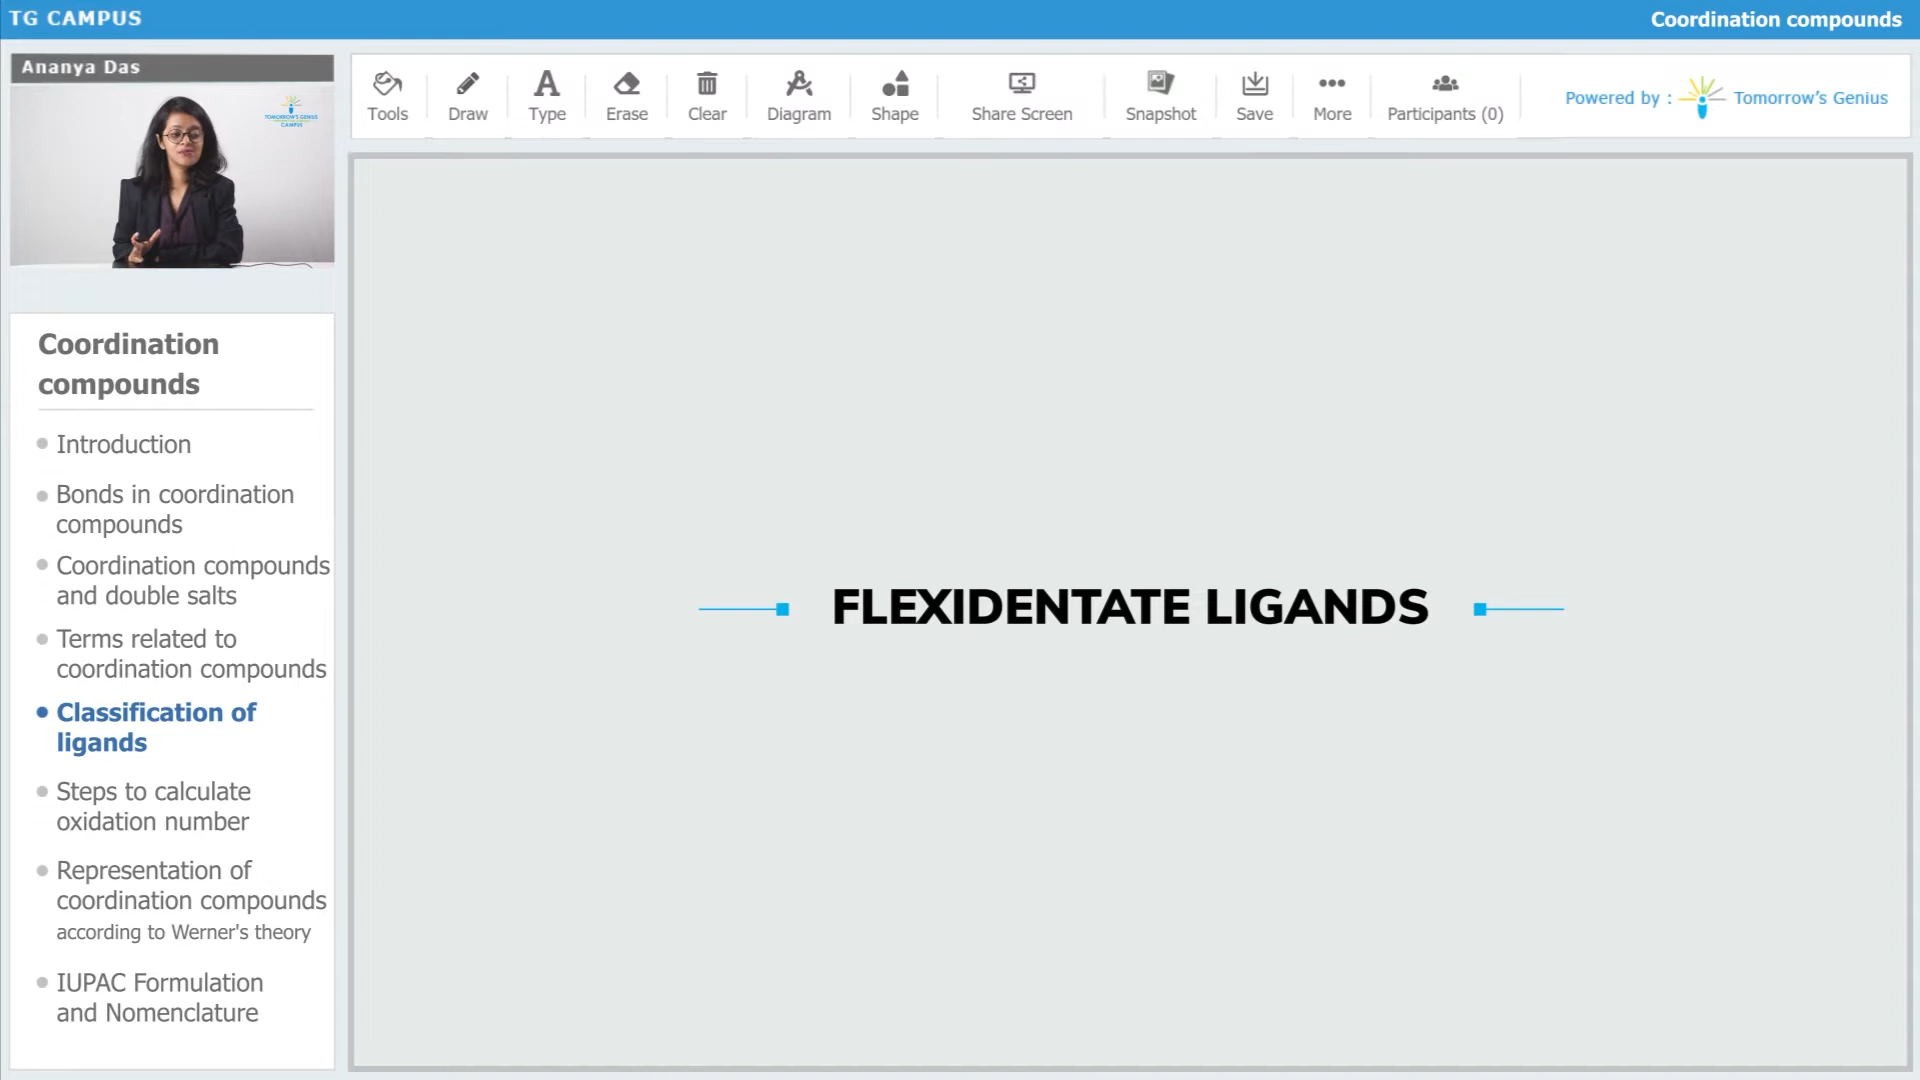 TG CAMPUS
Coordination compounds
Ananya Das
TOMORROW'S GENIUS
CAMPUS
Tools
Draw
Type
Erase
Clear
Diagram
Shape
Share Screen
Snapshot
Save
More
Participants (0)
Powered by :
Tomorrow's Genius
Coordination
compounds
Introduction
Bonds in coordination
compounds
Coordination compounds
and double salts
Terms related to
coordination compounds
Classification of
ligands
Steps to calculate
oxidation number
Representation of
coordination compounds
according to Werner's theory
IUPAC Formulation
and Nomenclature
FLEXIDENTATE LIGANDS